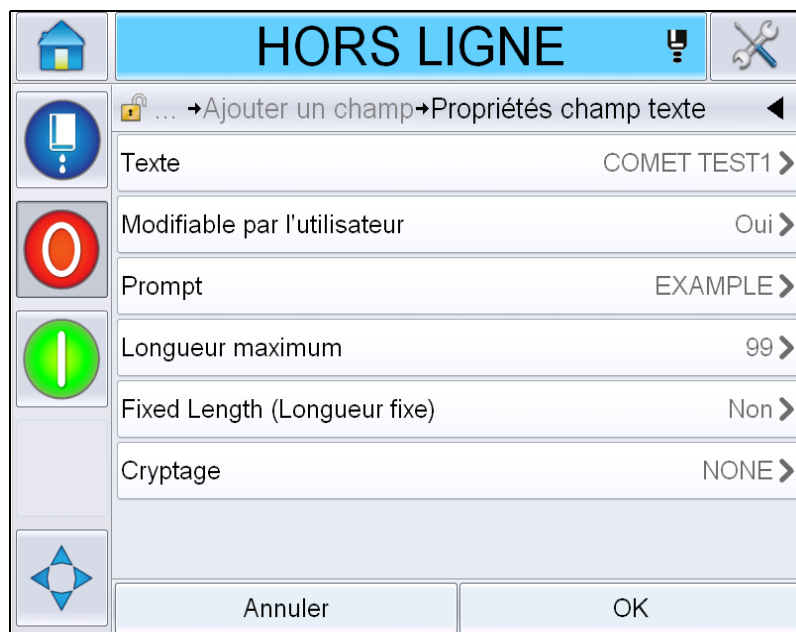 HORS LIGNE
... →Ajouter un champ→Propriétés champ texte
Texte COMET TEST1
Modifiable par l'utilisateur Oui
Prompt EXAMPLE
Longueur maximum 99
Fixed Length (Longueur fixe) Non
Cryptage NONE
Annuler OK